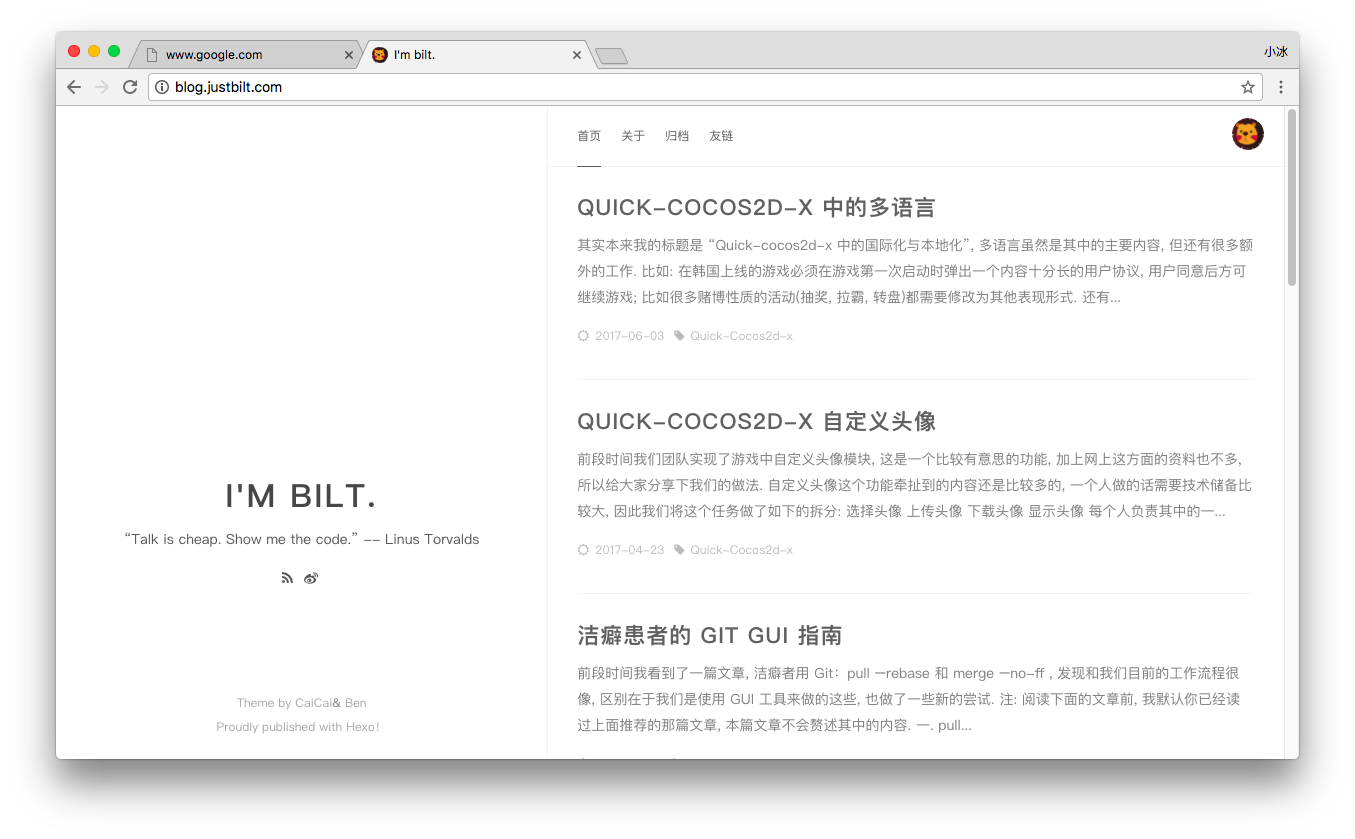 www.google.com
I'm bilt.
小冰
blog.justbilt.com
首页 关于 归档 友链
I'M BILT.
“Talk is cheap. Show me the code.” -- Linus Torvalds
Theme by CaiCai& Ben
Proudly published with Hexo!
QUICK-COCOS2D-X 中的多语言
其实本来我的标题是 “Quick-cocos2d-x 中的国际化与本地化”, 多语言虽然是其中的主要内容, 但还有很多额
外的工作. 比如: 在韩国上线的游戏必须在游戏第一次启动时弹出一个内容十分长的用户协议, 用户同意后方可
继续游戏; 比如很多赌博性质的活动(抽奖, 拉霸, 转盘)都需要修改为其他表现形式. 还有...
2017-06-03 Quick-Cocos2d-x
QUICK-COCOS2D-X 自定义头像
前段时间我们团队实现了游戏中自定义头像模块, 这是一个比较有意思的功能, 加上网上这方面的资料也不多,
所以给大家分享下我们的做法. 自定义头像这个功能牵扯到的内容还是比较多的, 一个人做的话需要技术储备比
较大, 因此我们将这个任务做了如下的拆分: 选择头像 上传头像 下载头像 显示头像 每个人负责其中的一...
2017-04-23 Quick-Cocos2d-x
洁癖患者的 GIT GUI 指南
前段时间我看到了一篇文章, 洁癖者用 Git：pull —rebase 和 merge —no-ff , 发现和我们目前的工作流程很
像, 区别在于我们是使用 GUI 工具来做的这些, 也做了一些新的尝试. 注: 阅读下面的文章前, 我默认你已经读
过上面推荐的那篇文章, 本篇文章不会赘述其中的内容. 一. pull...